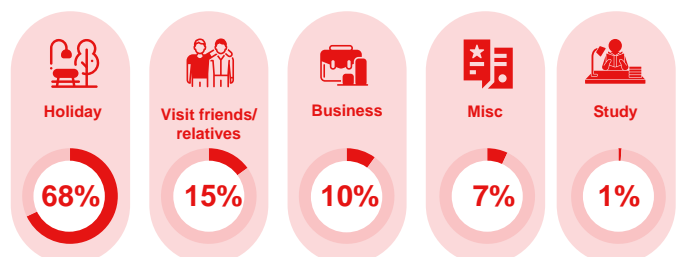 Holiday
68%
Visit friends/
relatives
15%
Business
10%
Misc
7%
Study
1%